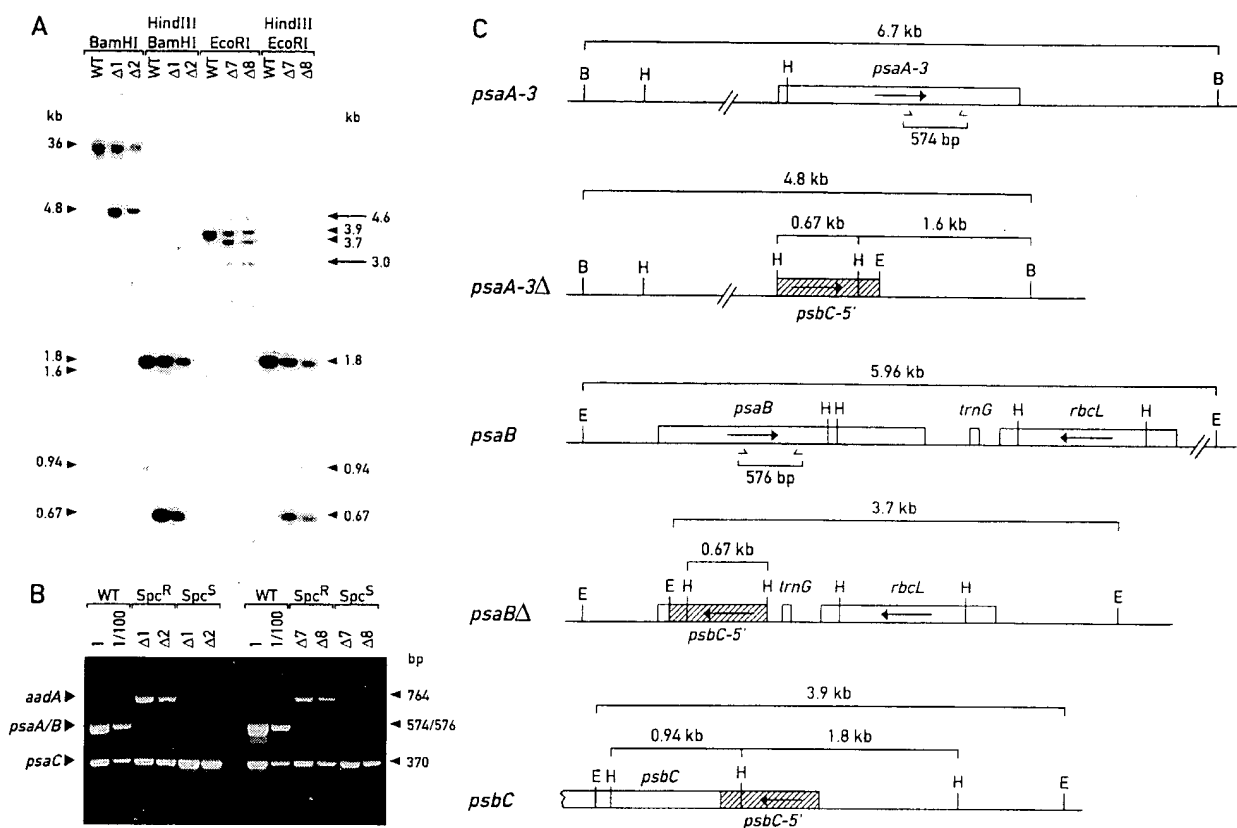 A
BamHI
HindIII
BamHI
EcoRI
HindIII
EcoRI
WT Δ1 Δ2 WT Δ1 Δ2 WT Δ7 Δ8 WT Δ7 Δ8
kb
36
4.8
1.8
1.6
0.94
0.67
kb
4.6
3.9
3.7
3.0
1.8
0.94
0.67
B
WT SpcR SpcS WT SpcR SpcS
1 1/100 Δ1 Δ2 Δ1 Δ2 1 1/100 Δ7 Δ8 Δ7 Δ8
bp
aadA 764
psaA/B 574/576
psaC 370
C
6.7 kb
B H H psaA-3 B
psaA-3
574 bp
4.8 kb
0.67 kb 1.6 kb
B H H H E B
psaA-3Δ
psbC-5'
5.96 kb
E psaB H H trnG H rbcL H E
psaB
576 bp
3.7 kb
0.67 kb
E E H H trnG H rbcL H E
psaBΔ
psbC-5'
3.9 kb
0.94 kb 1.8 kb
E H psbC H H E
psbC
psbC-5'